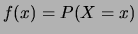 f(x) = P(X = x)